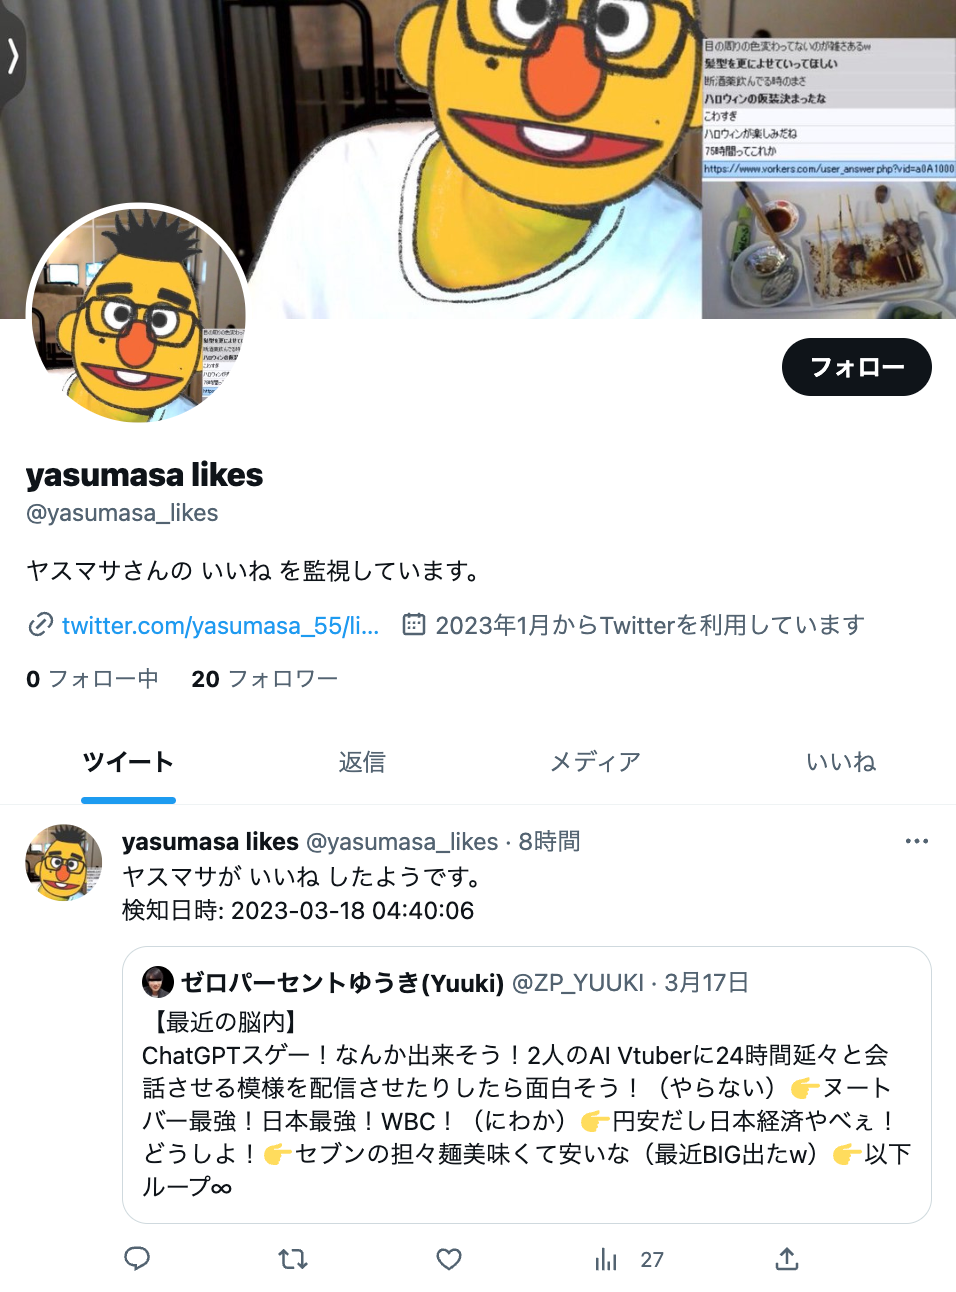 目の周りの色変わってないのが雑さあるw
髪型を更によせていってほしい
断酒薬飲んでる時のまさ
ハロウィンの仮装決まったな
こわすぎ
ハロウィンが楽しみだね
75時間ってこれか
https://www.vorkers.com/user_answer.php?vid=a0A1000
フォロー
yasumasa likes
@yasumasa_likes
ヤスマサさんの いいね を監視しています。
twitter.com/yasumasa_55/li... 2023年1月からTwitterを利用しています
0 フォロー中 20 フォロワー
ツイート 返信 メディア いいね
yasumasa likes @yasumasa_likes · 8時間
ヤスマサが いいね したようです。
検知日時: 2023-03-18 04:40:06
ゼロパーセントゆうき(Yuuki) @ZP_YUUKI · 3月17日
【最近の脳内】
ChatGPTスゲー！なんか出来そう！2人のAI Vtuberに24時間延々と会
話させる模様を配信させたりしたら面白そう！（やらない）👉ヌート
バー最強！日本最強！WBC！（にわか）👉円安だし日本経済やべぇ！
どうしよ！👉セブンの担々麺美味くて安いな（最近BIG出たw）👉以下
ループ∞
27